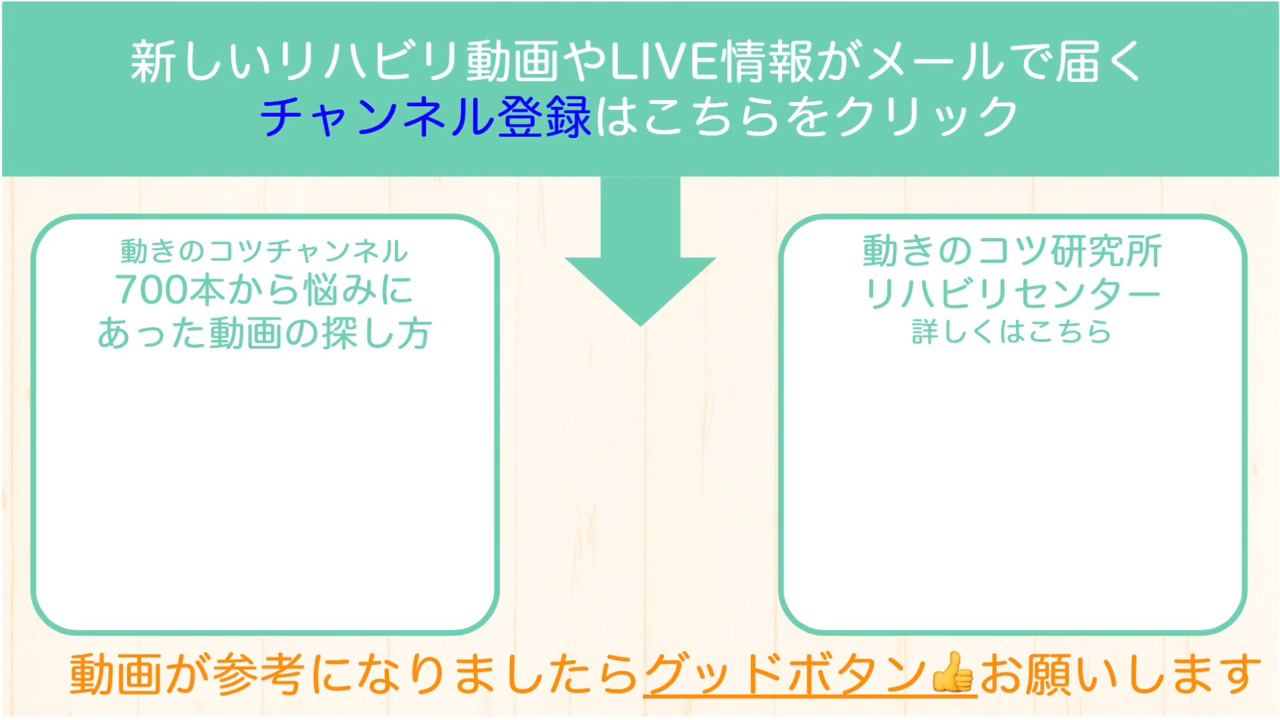 新しいリハビリ動画やLIVE情報がメールで届く
チャンネル登録はこちらをクリック
動きのコツチャンネル
700本から悩みに
あった動画の探し方
動きのコツ研究所
リハビリセンター
詳しくはこちら
動画が参考になりましたらグッドボタン👍お願いします